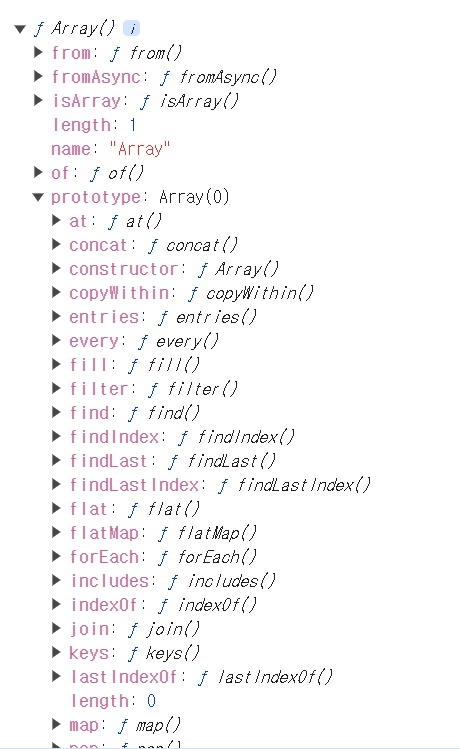 ▼ ƒ Array() i
▶ from: ƒ from()
▶ fromAsync: ƒ fromAsync()
▶ isArray: ƒ isArray()
length: 1
name: "Array"
▶ of: ƒ of()
▼ prototype: Array(0)
▶ at: ƒ at()
▶ concat: ƒ concat()
▶ constructor: ƒ Array()
▶ copyWithin: ƒ copyWithin()
▶ entries: ƒ entries()
▶ every: ƒ every()
▶ fill: ƒ fill()
▶ filter: ƒ filter()
▶ find: ƒ find()
▶ findIndex: ƒ findIndex()
▶ findLast: ƒ findLast()
▶ findLastIndex: ƒ findLastIndex()
▶ flat: ƒ flat()
▶ flatMap: ƒ flatMap()
▶ forEach: ƒ forEach()
▶ includes: ƒ includes()
▶ indexOf: ƒ indexOf()
▶ join: ƒ join()
▶ keys: ƒ keys()
▶ lastIndexOf: ƒ lastIndexOf()
length: 0
▶ map: ƒ map()